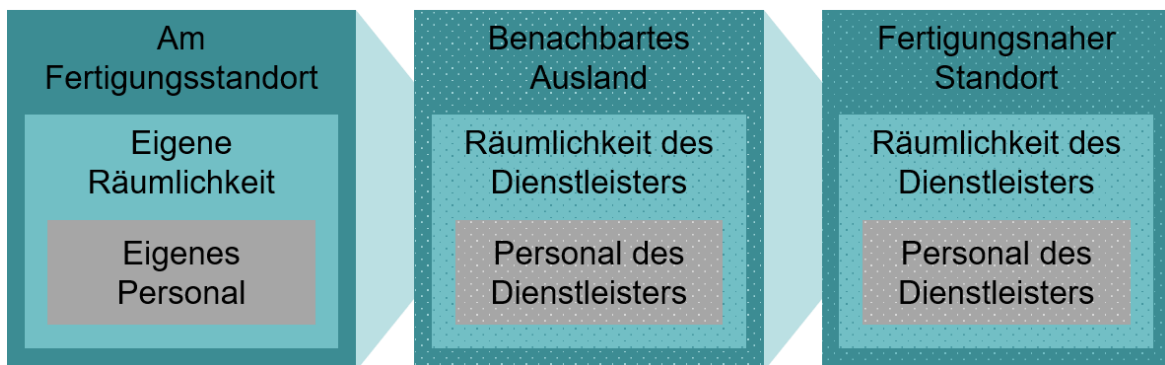 Am
Fertigungsstandort
Eigene
Räumlichkeit
Eigenes
Personal
Benachbartes
Ausland
Räumlichkeit des
Dienstleisters
Personal des
Dienstleisters
Fertigungsnaher
Standort
Räumlichkeit des
Dienstleisters
Personal des
Dienstleisters